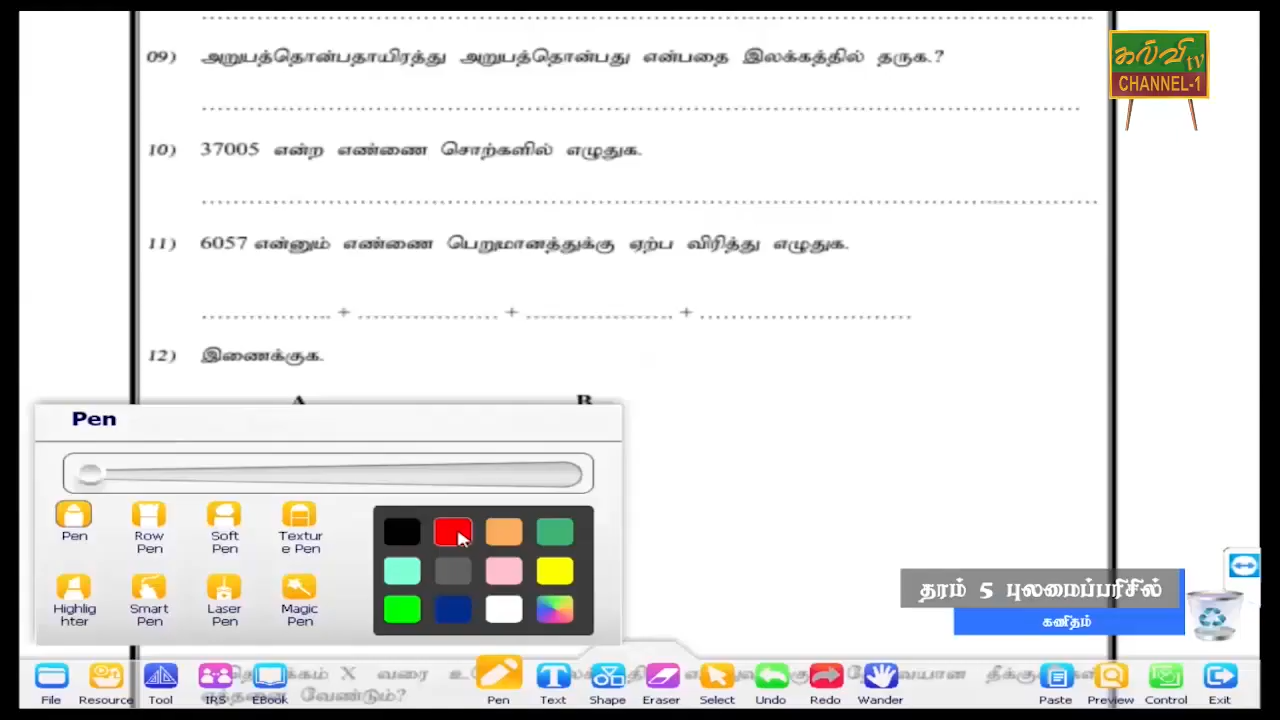 09) அறுபத்தொன்பதாயிரத்து அறுபத்தொன்பது என்பதை இலக்கத்தில் தருக.?
கல்வி tv
CHANNEL-1
10) 37005 என்ற எண்ணை சொற்களில் எழுதுக.
11) 6057 என்னும் எண்ணை பெறுமானத்துக்கு ஏற்ப விரித்து எழுதுக.
.................. + .................. + .................. + ..................
12) இணைக்குக.
A B
Pen
Pen Row Pen Soft Pen Texture Pen
Highlighter Smart Pen Laser Pen Magic Pen
தரம் 5 புலமைப்பரிசில்
கணிதம்
X வரை
எத்தனை வேண்டும்?
File Resource Tool IRS EBook Pen Text Shape Eraser Select Undo Redo Wander Paste Preview Control Exit